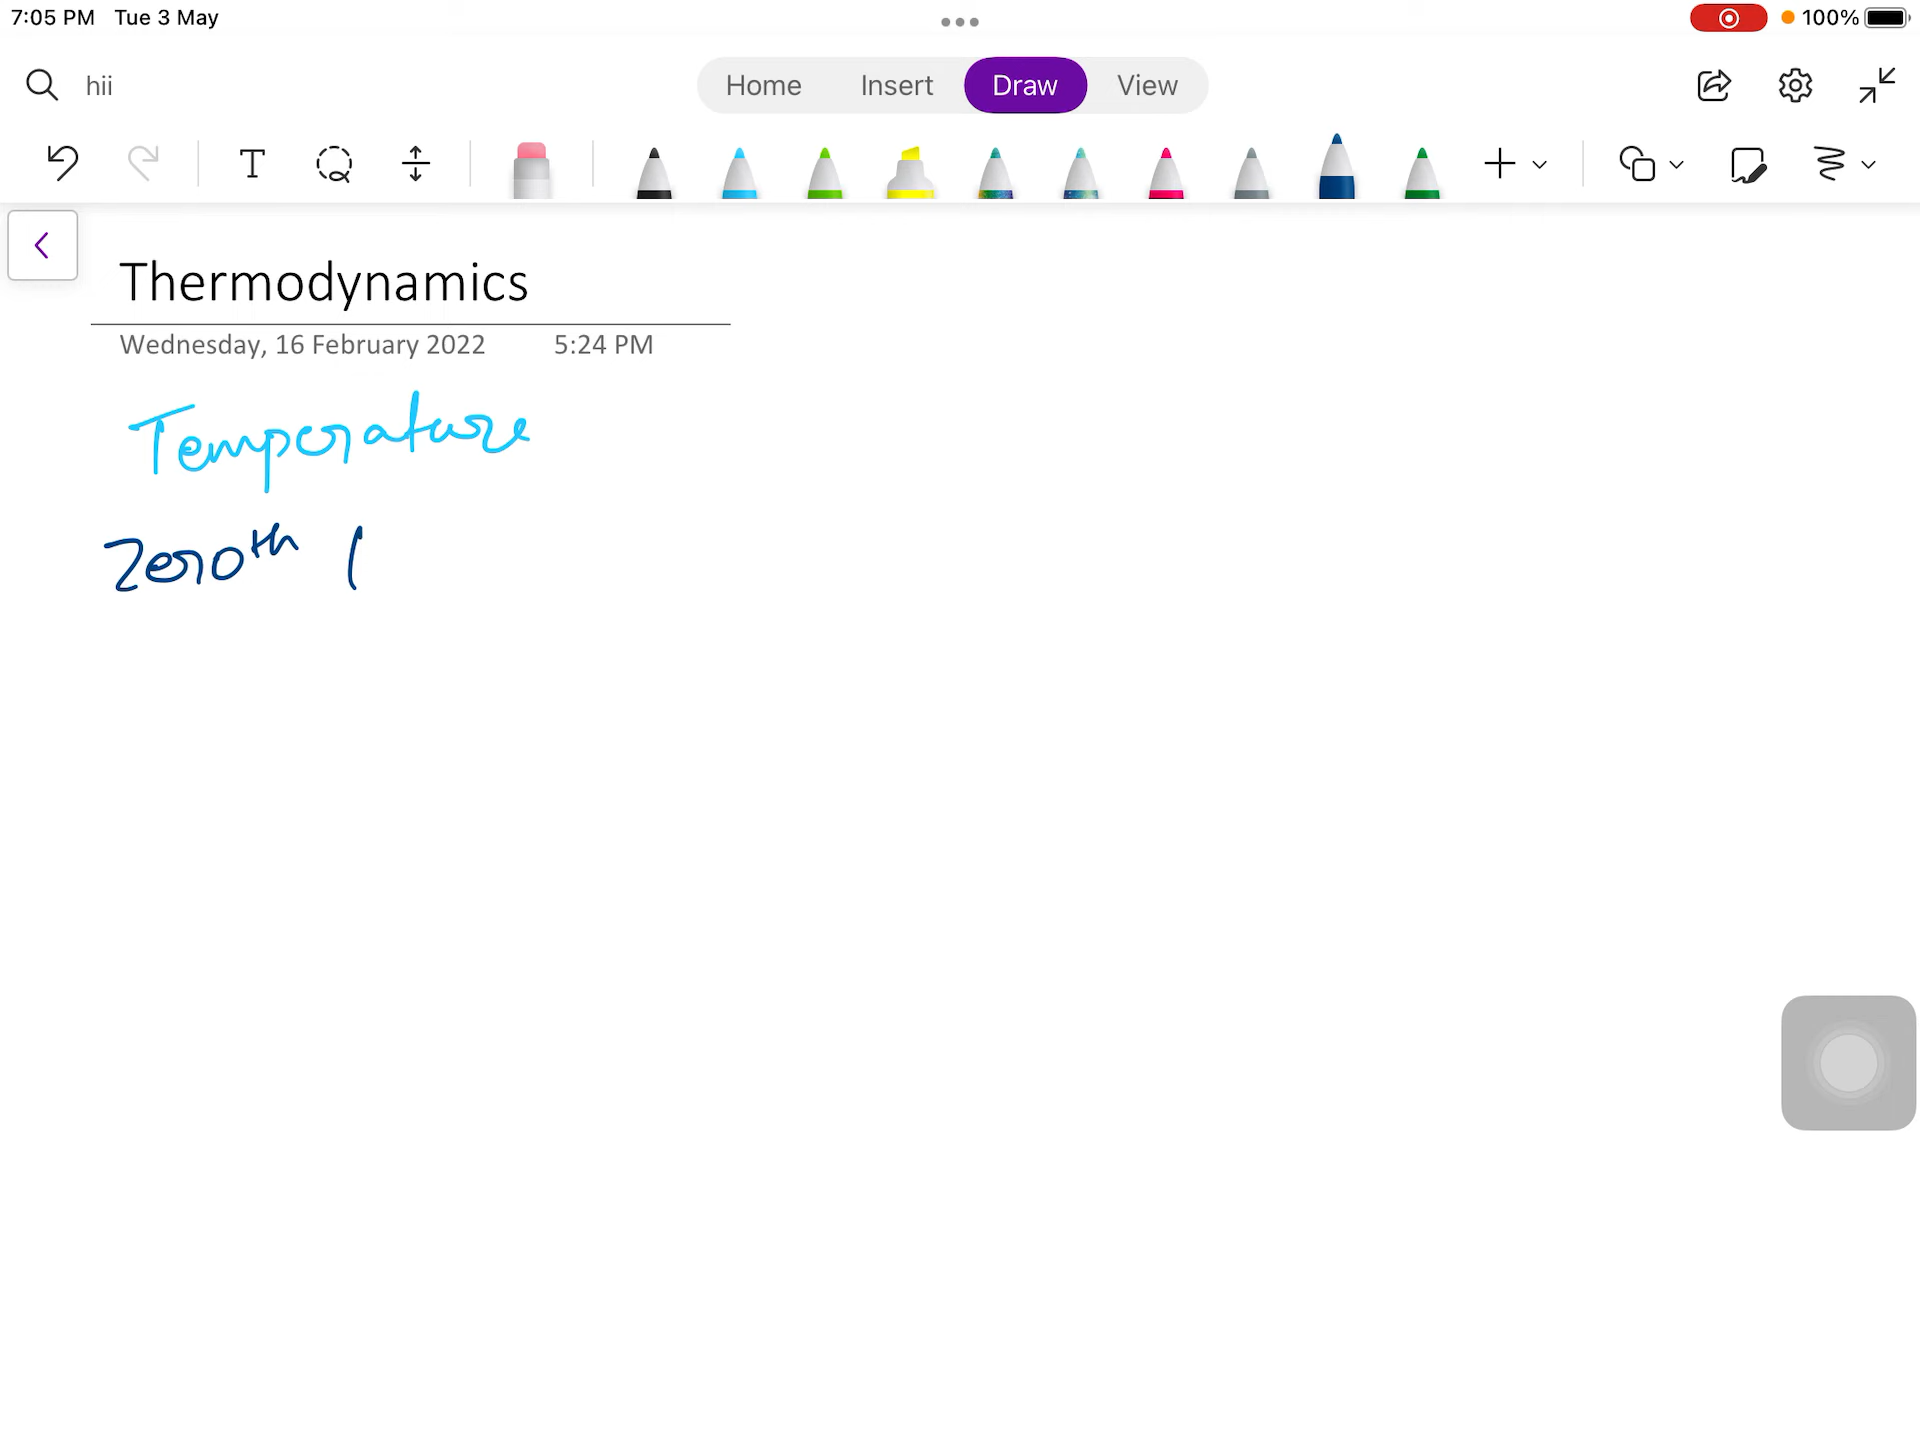 7:05 PM Tue 3 May
100%
hii
Home Insert Draw View
T
Thermodynamics
Wednesday, 16 February 2022 5:24 PM
Temperature
Zeroth l